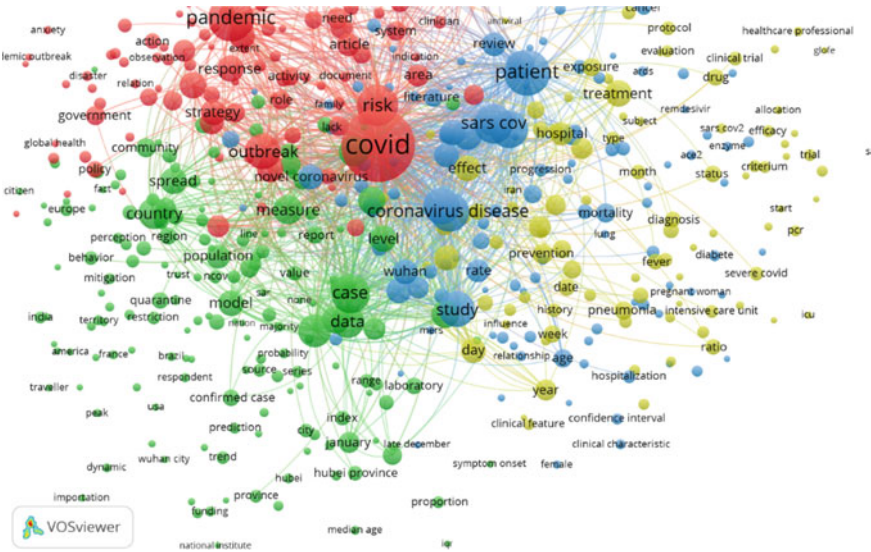 pandemic
need
clinician
antiviral
cancer
anxiety
system
protocol
healthcare professional
action
extent
article
review
lemic outbreak
observation
indication
evaluation
clinical trial
disaster
response
activity
document
area
patient
exposure
ards
drug
relation
role
family
literature
treatment
government
strategy
risk
remdesivir
allocation
subject
lack
sars cov
hospital
type
sars cov2
efficacy
community
covid
enzyme
global health
outbreak
ace2
trial
policy
effect
progression
status
criterium
fact
spread
novel coronavirus
month
citizen
iran
europe
country
measure
coronavirus disease
mortality
start
diagnosis
perception
region
line
report
level
lung
pcr
behavior
population
prevention
diabete
trust
ncov
value
wuhan
rate
fever
severe covid
mitigation
date
pregnant woman
quarantine
model
sar
none
case
history
pneumonia
intensive care unit
india
territory
restriction
study
icu
majority
data
mers
influence
week
america
france
brazil
probability
day
relationship
age
ratio
source
series
respondent
range
laboratory
hospitalization
traveller
confirmed case
year
usa
peak
index
clinical feature
confidence interval
prediction
city
january
late december
clinical characteristic
wuhan city
trend
dynamic
hubei
hubei province
symptom onset
female
importation
province
funding
proportion
VOSviewer
median age
national institute